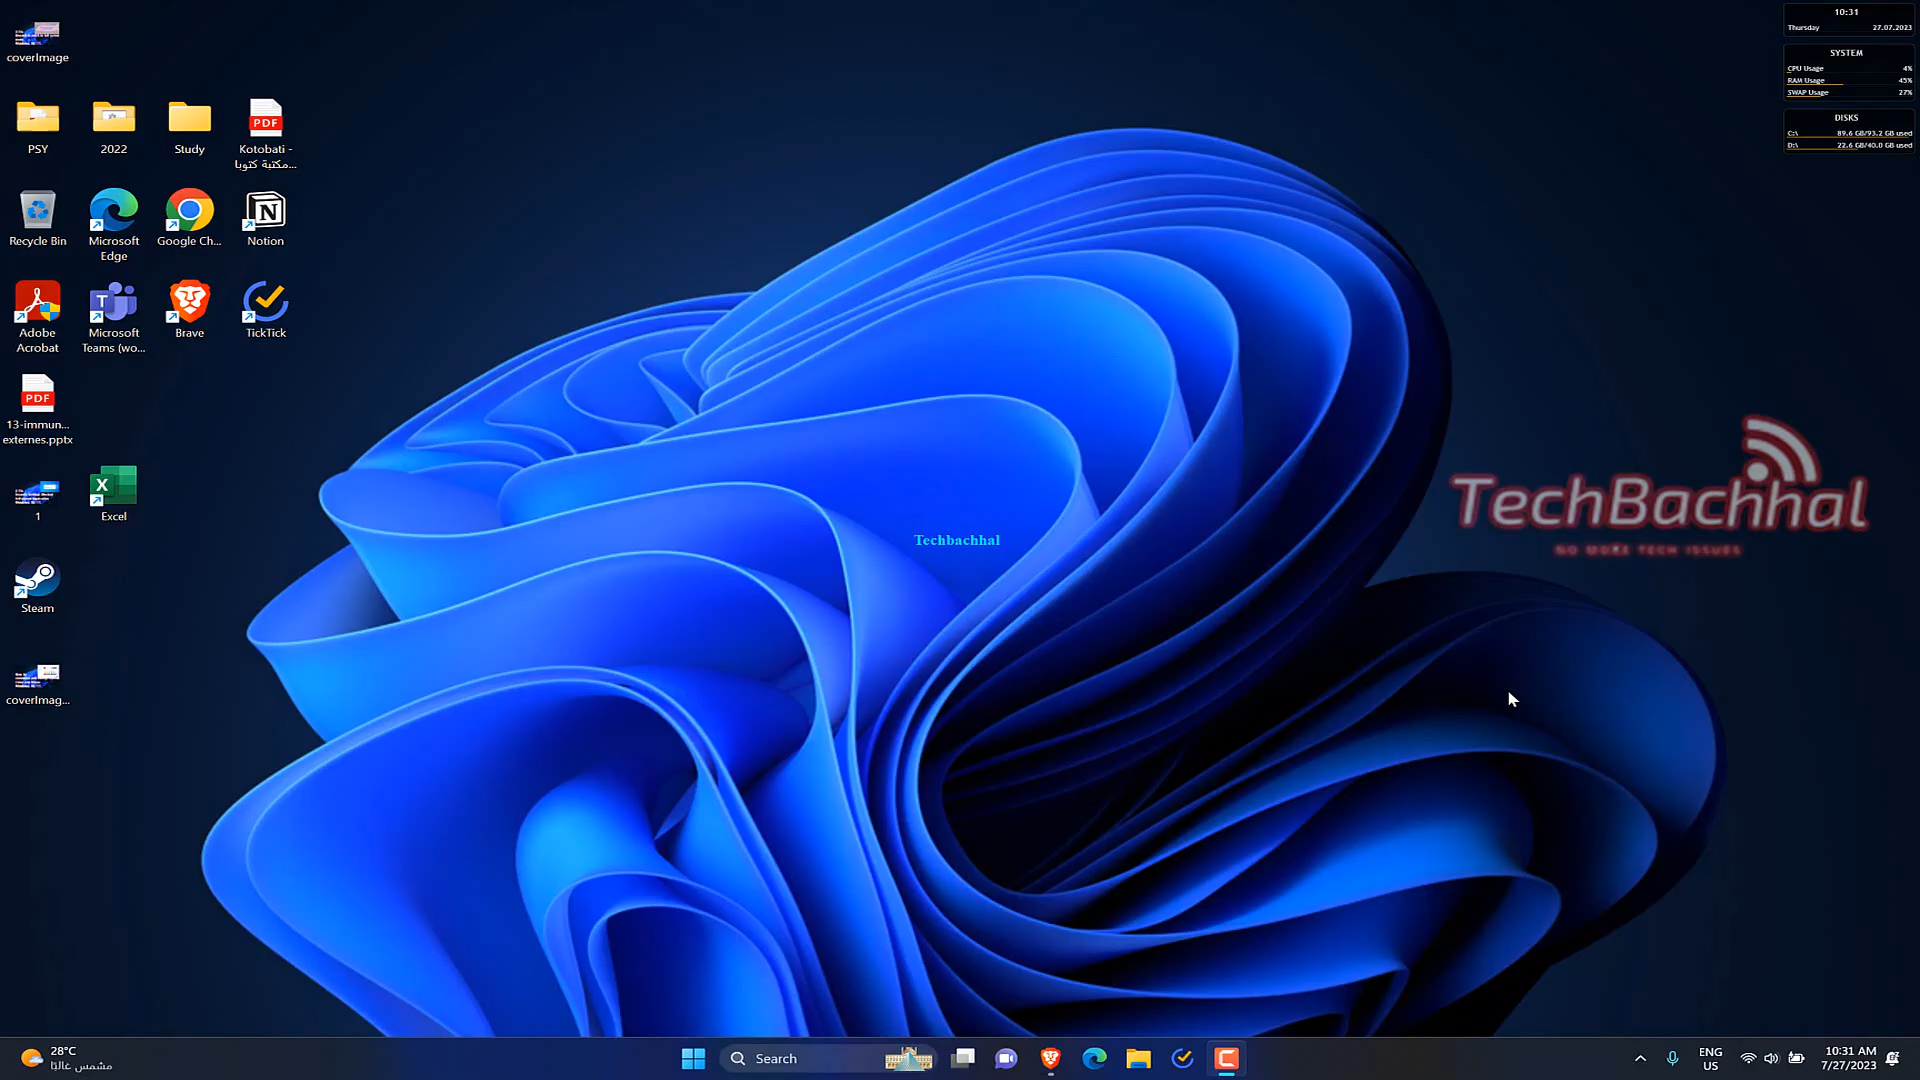 coverImage
PSY
2022
Study
PDF
Kotobati -
مكتبة كتوبا...
Recycle Bin
Microsoft
Edge
Google Ch...
Notion
Adobe
Acrobat
Microsoft
Teams (wo...
Brave
TickTick
PDF
13-immun...
externes.pptx
1
Excel
Steam
coverImag...
10:31
Thursday 27.07.2023
SYSTEM
CPU Usage 4%
RAM Usage 45%
SWAP Usage 27%
DISKS
C:\ 89.6 GB/93.2 GB used
D:\ 22.6 GB/40.0 GB used
Techbachhal
TechBachhal
NO MORE TECH ISSUES
28°C
مشمس غالبًا
Search
ENG
US
10:31 AM
7/27/2023